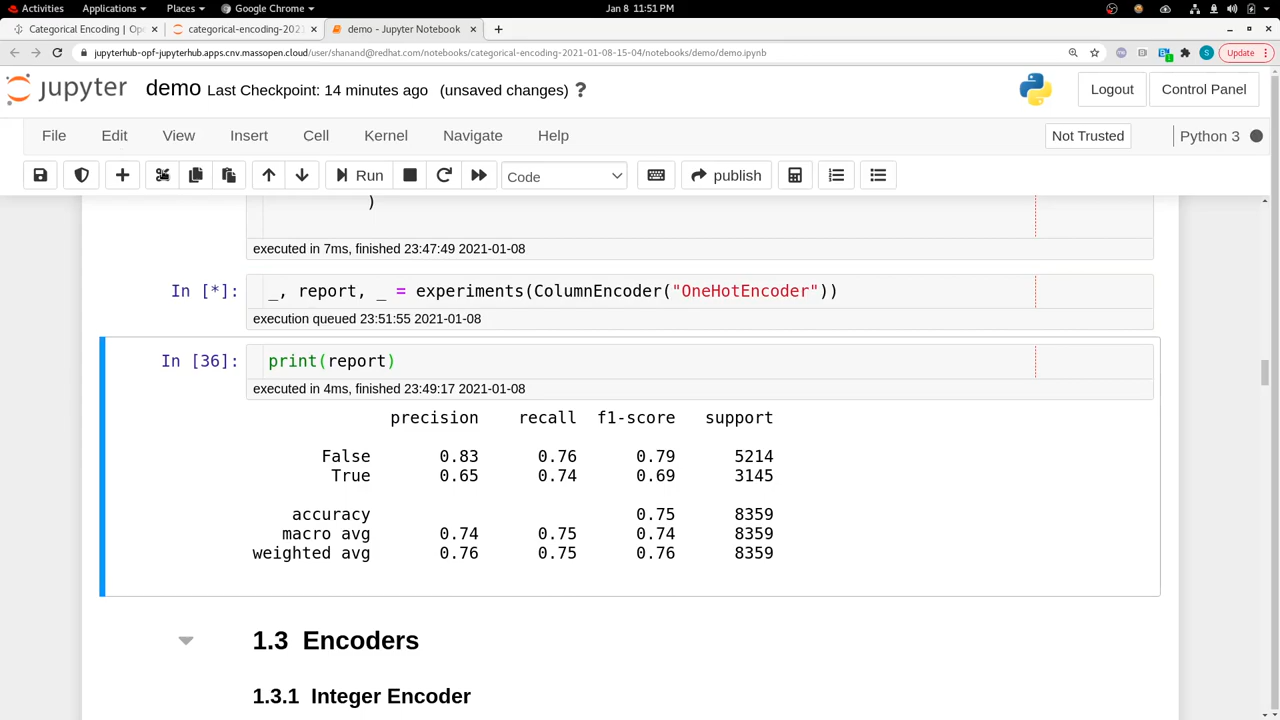 Activities Applications Places Google Chrome Jan 8 11:51 PM
Categorical Encoding | Op categorical-encoding-202 demo - Jupyter Notebook
jupyterhub-opf-jupyterhub.apps.cnv.massopen.cloud/user/shanand@redhat.com/notebooks/categorical-encoding-2021-01-08-15-04/notebooks/demo/demo.ipynb S Update
jupyter demo Last Checkpoint: 14 minutes ago (unsaved changes) ? Logout Control Panel
File Edit View Insert Cell Kernel Navigate Help Not Trusted Python 3
Run Code publish
)
executed in 7ms, finished 23:47:49 2021-01-08
In [*]: _, report, _ = experiments(ColumnEncoder("OneHotEncoder"))
execution queued 23:51:55 2021-01-08
In [36]: print(report)
executed in 4ms, finished 23:49:17 2021-01-08
precision recall f1-score support
False 0.83 0.76 0.79 5214
True 0.65 0.74 0.69 3145
accuracy 0.75 8359
macro avg 0.74 0.75 0.74 8359
weighted avg 0.76 0.75 0.76 8359
1.3 Encoders
1.3.1 Integer Encoder